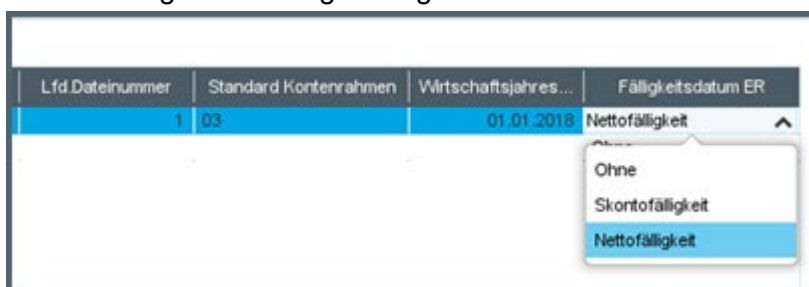 Lfd.Dateinummer Standard Kontenrahmen Wirtschaftsjahres... Fälligkeitsdatum ER
1 03 01.01.2018 Nettofälligkeit
Ohne
Skontofälligkeit
Nettofälligkeit